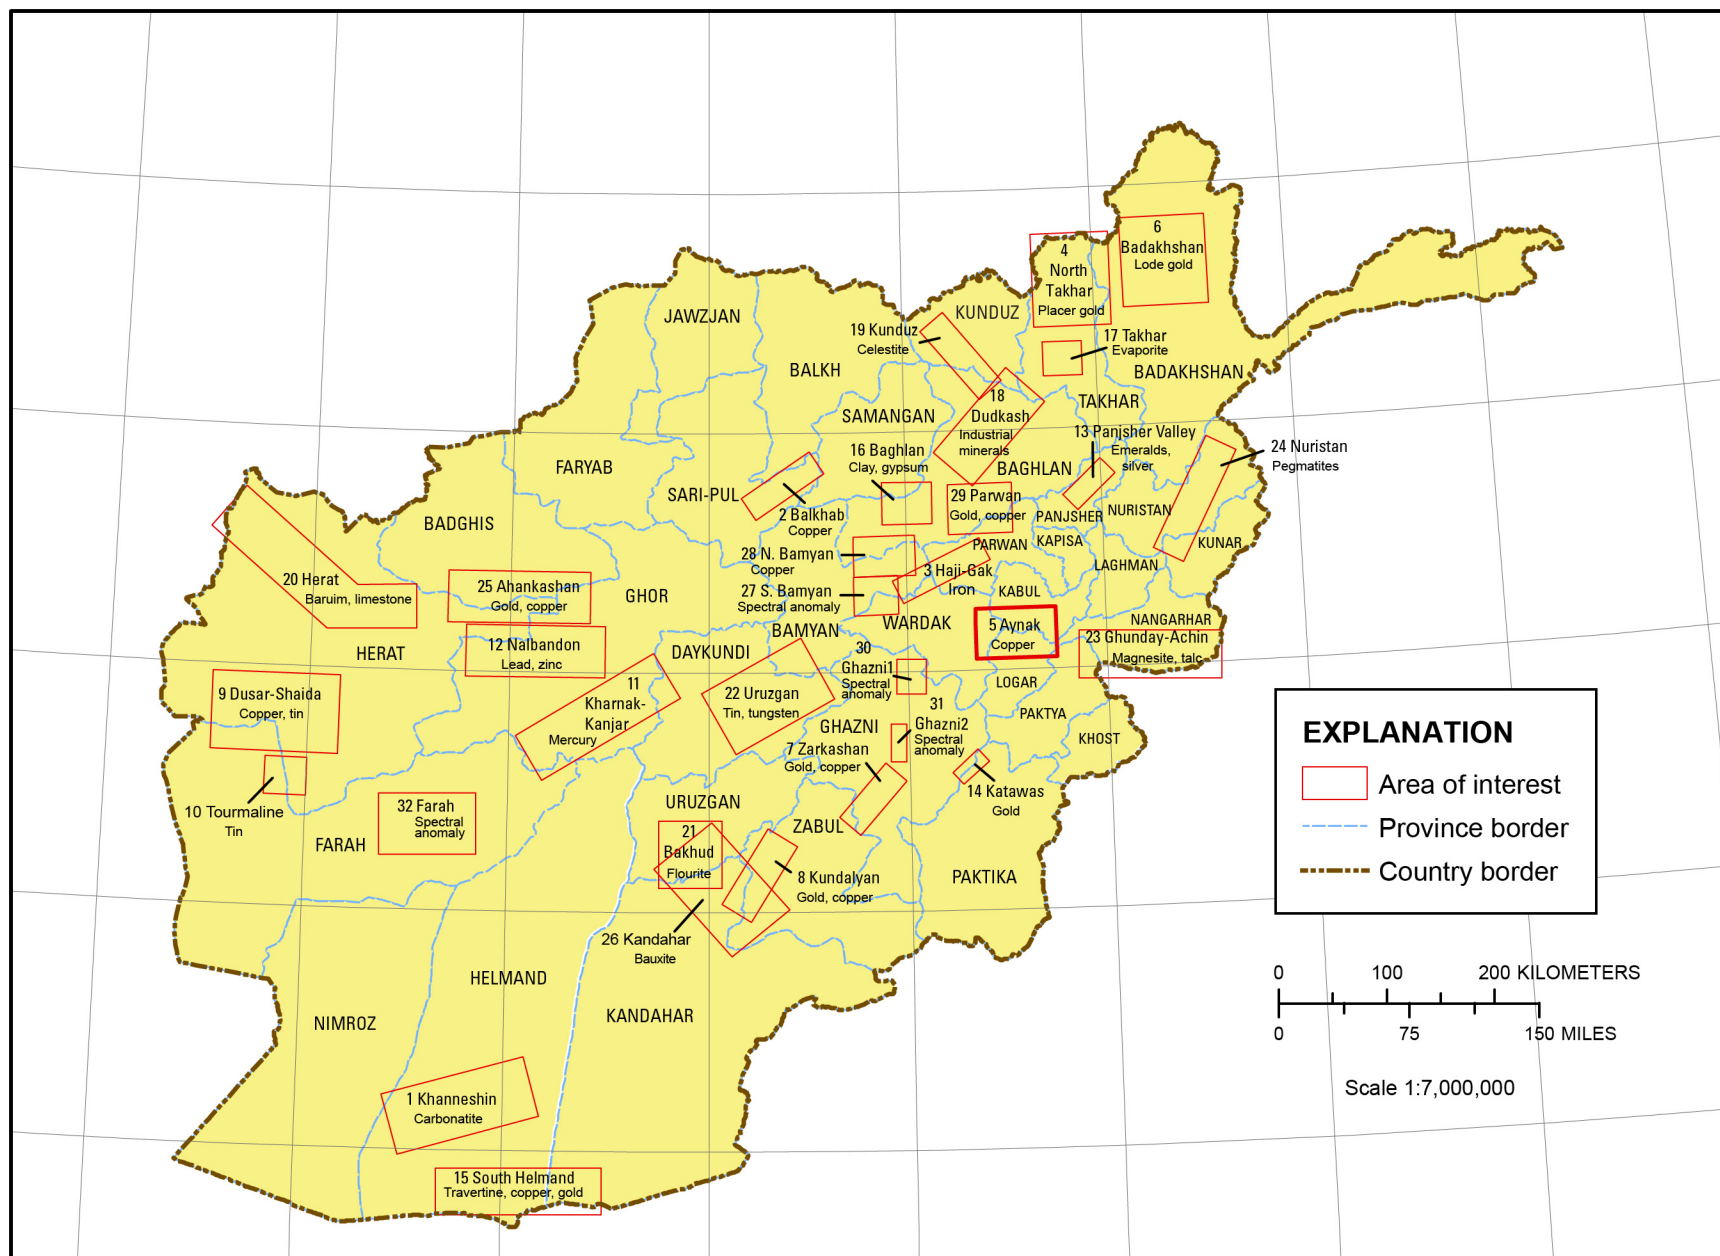 6
Badakhshan
Lode gold
4
North
Takhar
Placer gold
KUNDUZ
JAWZJAN
19 Kunduz
Celestite
17 Takhar
Evaporite
BALKH
BADAKHSHAN
18
Dudkash
Industrial
minerals
TAKHAR
SAMANGAN
13 Panjsher Valley
Emeralds,
silver
24 Nuristan
Pegmatites
16 Baghlan
Clay, gypsum
FARYAB
BAGHLAN
SARI-PUL
29 Parwan
Gold, copper
2 Balkhab
Copper
PANJSHER
NURISTAN
BADGHIS
KAPISA
KUNAR
PARWAN
28 N. Bamyan
Copper
LAGHMAN
3 Haji-Gak
Iron
20 Herat
Baruim, limestone
25 Ahankashan
Gold, copper
GHOR
27 S. Bamyan
Spectral anomaly
KABUL
WARDAK
5 Aynak
Copper
NANGARHAR
BAMYAN
23 Ghunday-Achin
Magnesite, talc
12 Nalbandon
Lead, zinc
HERAT
DAYKUNDI
30
Ghazni1
Spectral
anomaly
LOGAR
11
Kharnak-
Kanjar
Mercury
22 Uruzgan
Tin, tungsten
9 Dusar-Shaida
Copper, tin
31
Ghazni2
Spectral
anomaly
PAKTYA
GHAZNI
KHOST
7 Zarkashan
Gold, copper
14 Katawas
Gold
10 Tourmaline
Tin
32 Farah
Spectral
anomaly
URUZGAN
ZABUL
FARAH
21
Bakhud
Flourite
8 Kundalyan
Gold, copper
PAKTIKA
26 Kandahar
Bauxite
HELMAND
KANDAHAR
NIMROZ
1 Khanneshin
Carbonatite
15 South Helmand
Travertine, copper, gold
EXPLANATION
Area of interest
Province border
Country border
0 100 200 KILOMETERS
0 75 150 MILES
Scale 1:7,000,000